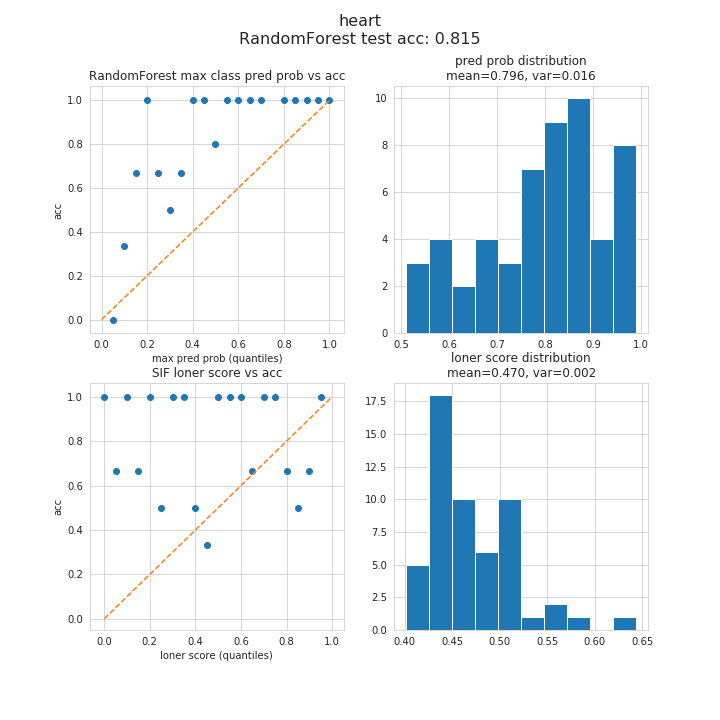 heart
RandomForest test acc: 0.815
RandomForest max class pred prob vs acc
1.0
0.8
0.6
0.4
0.2
0.0
acc
0.0 0.2 0.4 0.6 0.8 1.0
max pred prob (quantiles)
pred prob distribution
mean=0.796, var=0.016
10
8
6
4
2
0
0.5 0.6 0.7 0.8 0.9 1.0
SIF loner score vs acc
1.0
0.8
0.6
0.4
0.2
0.0
acc
0.0 0.2 0.4 0.6 0.8 1.0
loner score (quantiles)
loner score distribution
mean=0.470, var=0.002
17.5
15.0
12.5
10.0
7.5
5.0
2.5
0.0
0.40 0.45 0.50 0.55 0.60 0.65